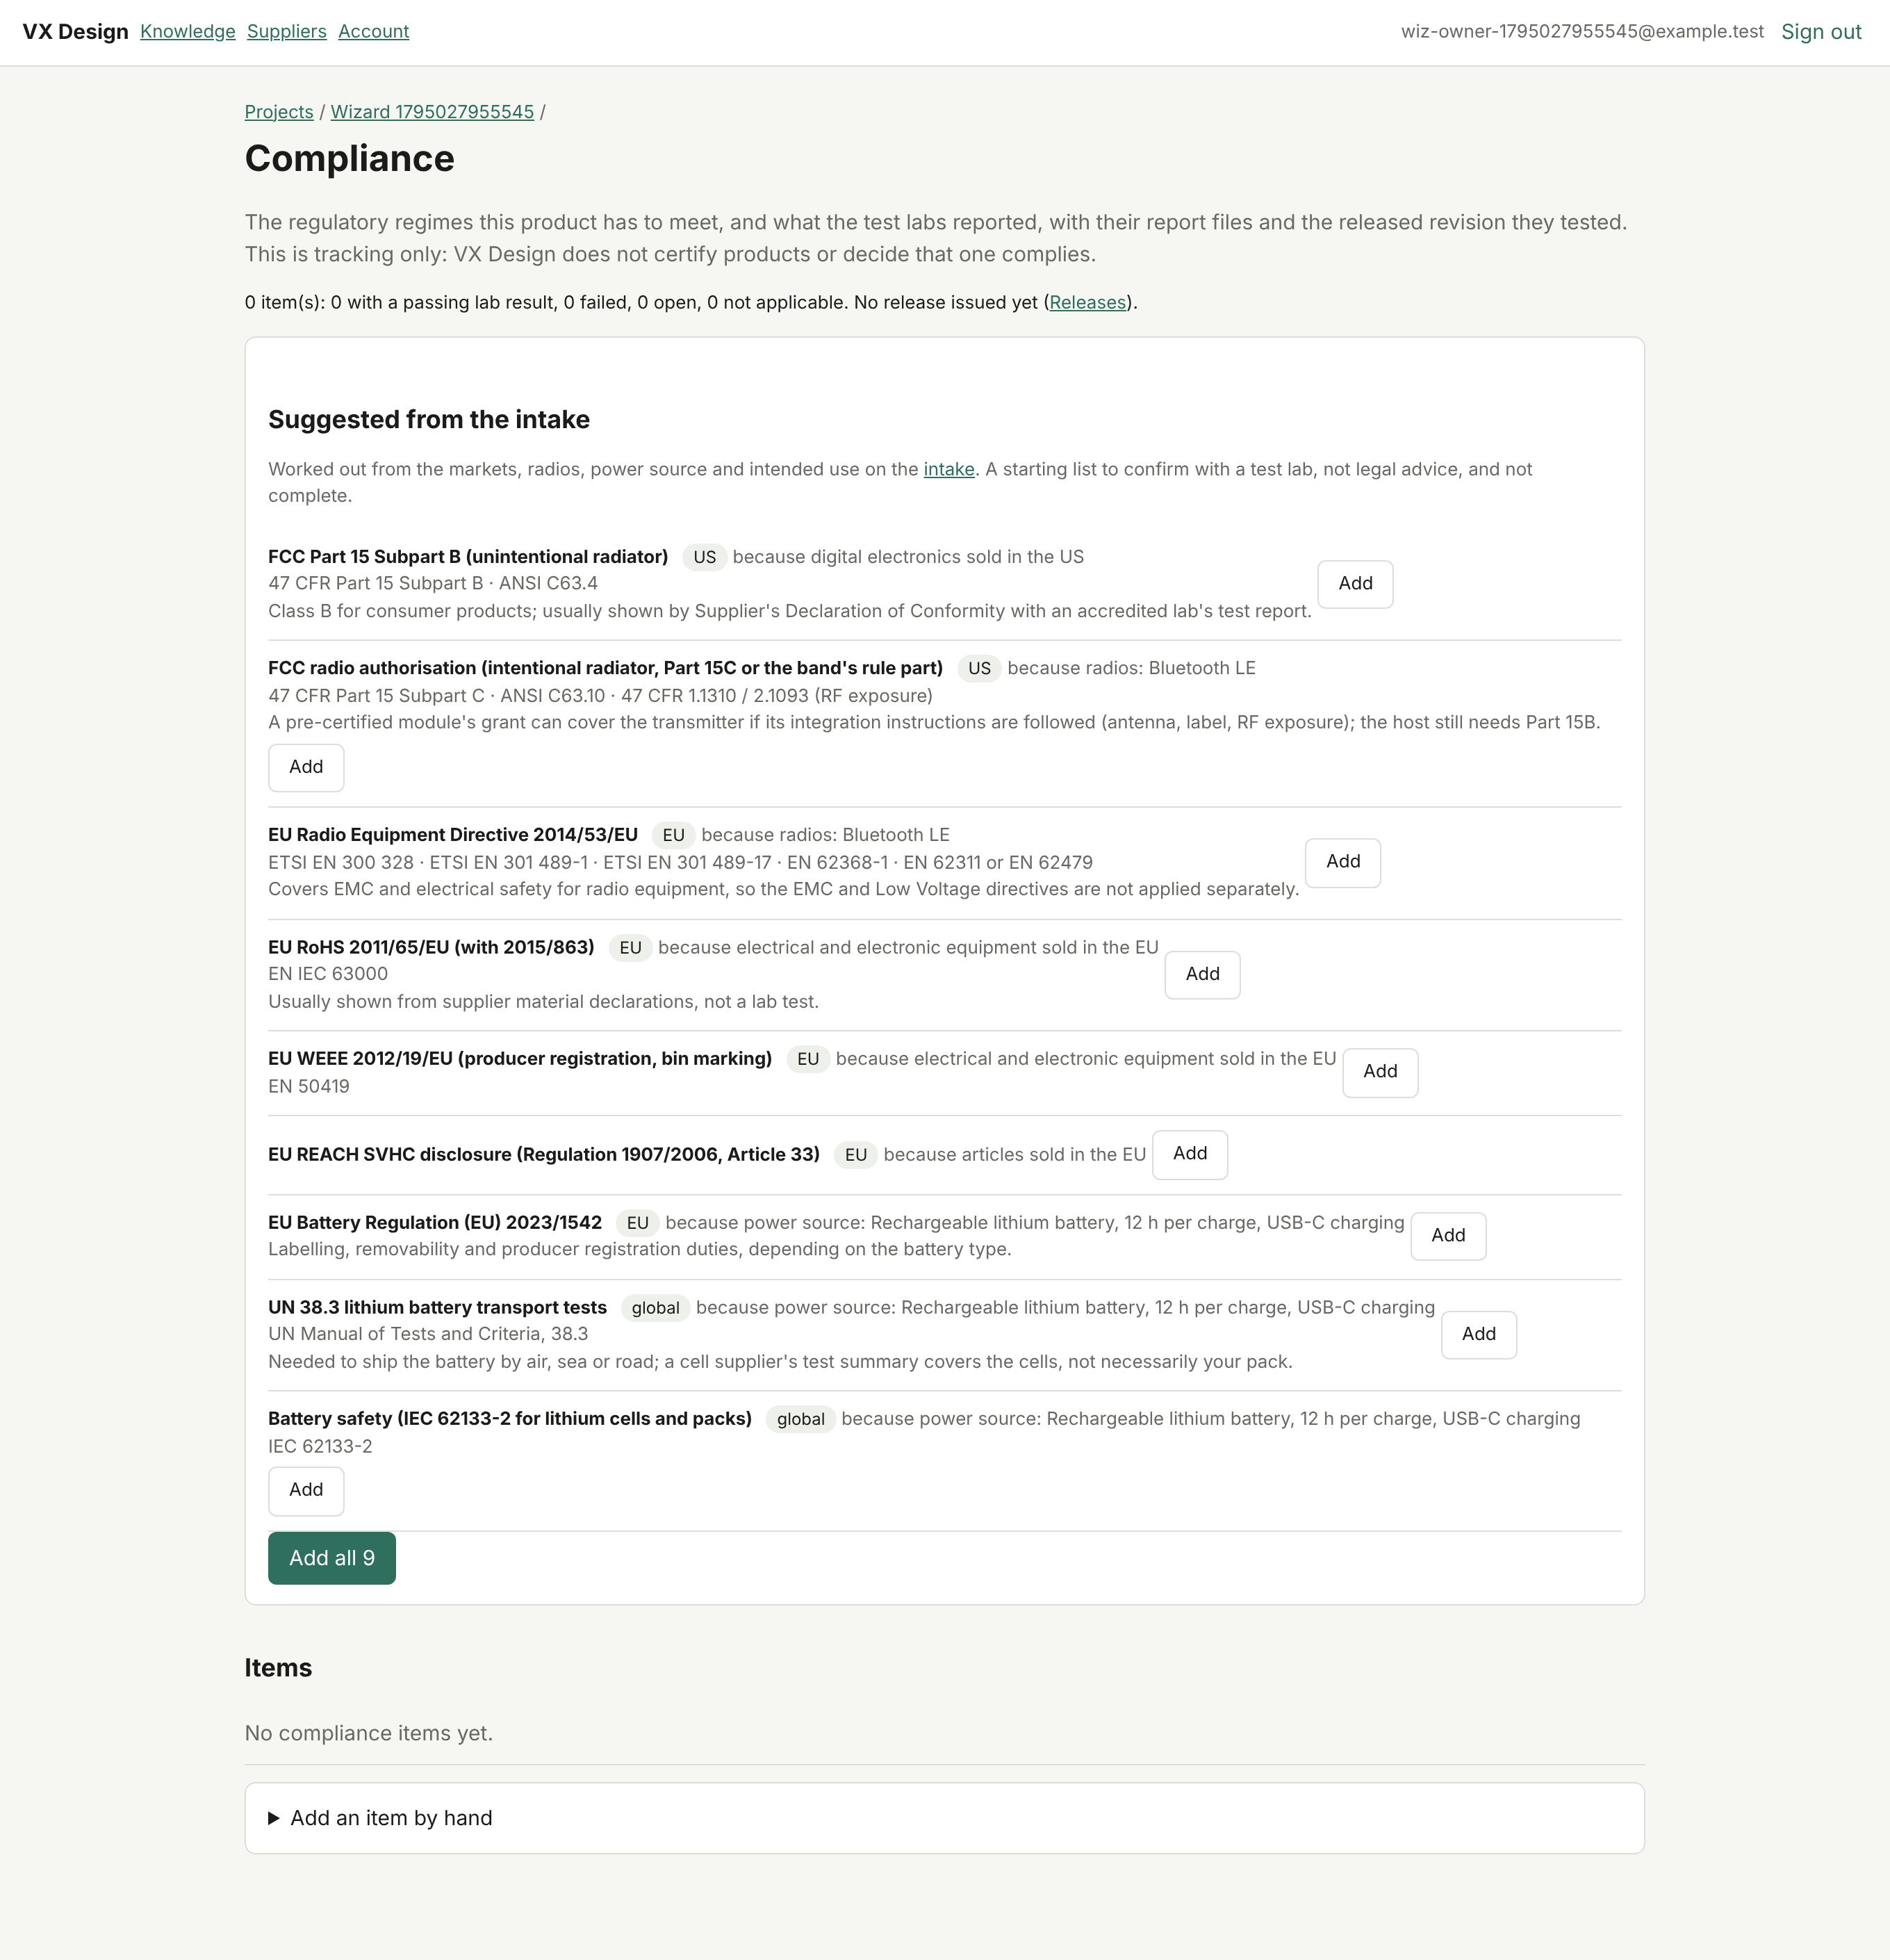 VX Design Knowledge Suppliers Account wiz-owner-1795027955545@example.test Sign out
Projects / Wizard 1795027955545 /
Compliance
The regulatory regimes this product has to meet, and what the test labs reported, with their report files and the released revision they tested.
This is tracking only: VX Design does not certify products or decide that one complies.
0 item(s): 0 with a passing lab result, 0 failed, 0 open, 0 not applicable. No release issued yet (Releases).
Suggested from the intake
Worked out from the markets, radios, power source and intended use on the intake. A starting list to confirm with a test lab, not legal advice, and not
complete.
FCC Part 15 Subpart B (unintentional radiator) US because digital electronics sold in the US
47 CFR Part 15 Subpart B · ANSI C63.4
Class B for consumer products; usually shown by Supplier's Declaration of Conformity with an accredited lab's test report.
Add
FCC radio authorisation (intentional radiator, Part 15C or the band's rule part) US because radios: Bluetooth LE
47 CFR Part 15 Subpart C · ANSI C63.10 · 47 CFR 1.1310 / 2.1093 (RF exposure)
A pre-certified module's grant can cover the transmitter if its integration instructions are followed (antenna, label, RF exposure); the host still needs Part 15B.
Add
EU Radio Equipment Directive 2014/53/EU EU because radios: Bluetooth LE
ETSI EN 300 328 · ETSI EN 301 489-1 · ETSI EN 301 489-17 · EN 62368-1 · EN 62311 or EN 62479
Covers EMC and electrical safety for radio equipment, so the EMC and Low Voltage directives are not applied separately.
Add
EU RoHS 2011/65/EU (with 2015/863) EU because electrical and electronic equipment sold in the EU
EN IEC 63000
Usually shown from supplier material declarations, not a lab test.
Add
EU WEEE 2012/19/EU (producer registration, bin marking) EU because electrical and electronic equipment sold in the EU
EN 50419
Add
EU REACH SVHC disclosure (Regulation 1907/2006, Article 33) EU because articles sold in the EU
Add
EU Battery Regulation (EU) 2023/1542 EU because power source: Rechargeable lithium battery, 12 h per charge, USB-C charging
Labelling, removability and producer registration duties, depending on the battery type.
Add
UN 38.3 lithium battery transport tests global because power source: Rechargeable lithium battery, 12 h per charge, USB-C charging
UN Manual of Tests and Criteria, 38.3
Needed to ship the battery by air, sea or road; a cell supplier's test summary covers the cells, not necessarily your pack.
Add
Battery safety (IEC 62133-2 for lithium cells and packs) global because power source: Rechargeable lithium battery, 12 h per charge, USB-C charging
IEC 62133-2
Add
Add all 9
Items
No compliance items yet.
Add an item by hand